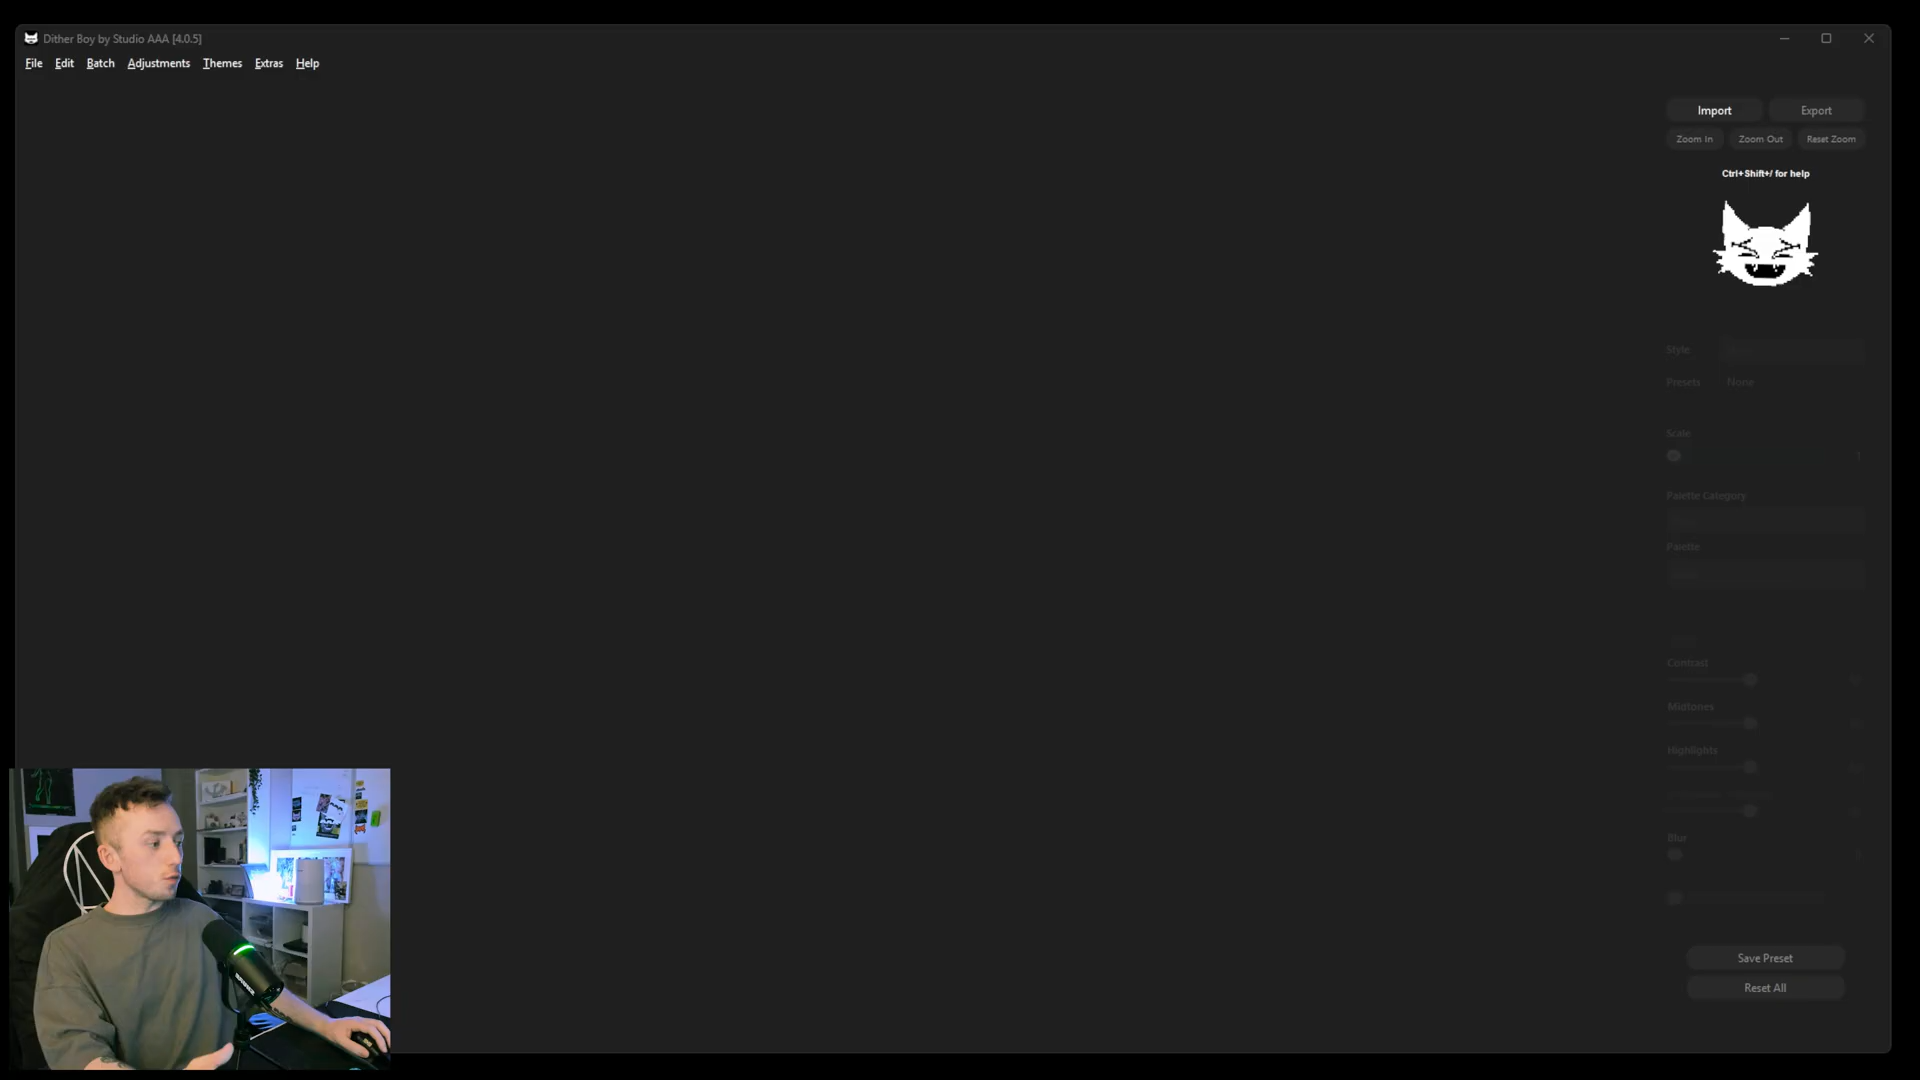 Dither Boy by Studio AAA [4.0.5]
File Edit Batch Adjustments Themes Extras Help
Import Export
Zoom In Zoom Out Reset Zoom
Ctrl+Shift+/ for help
Style
Presets None
Scale
1
Palette Category
Palette
Contrast
Midtones
Highlights
Blur
Save Preset
Reset All